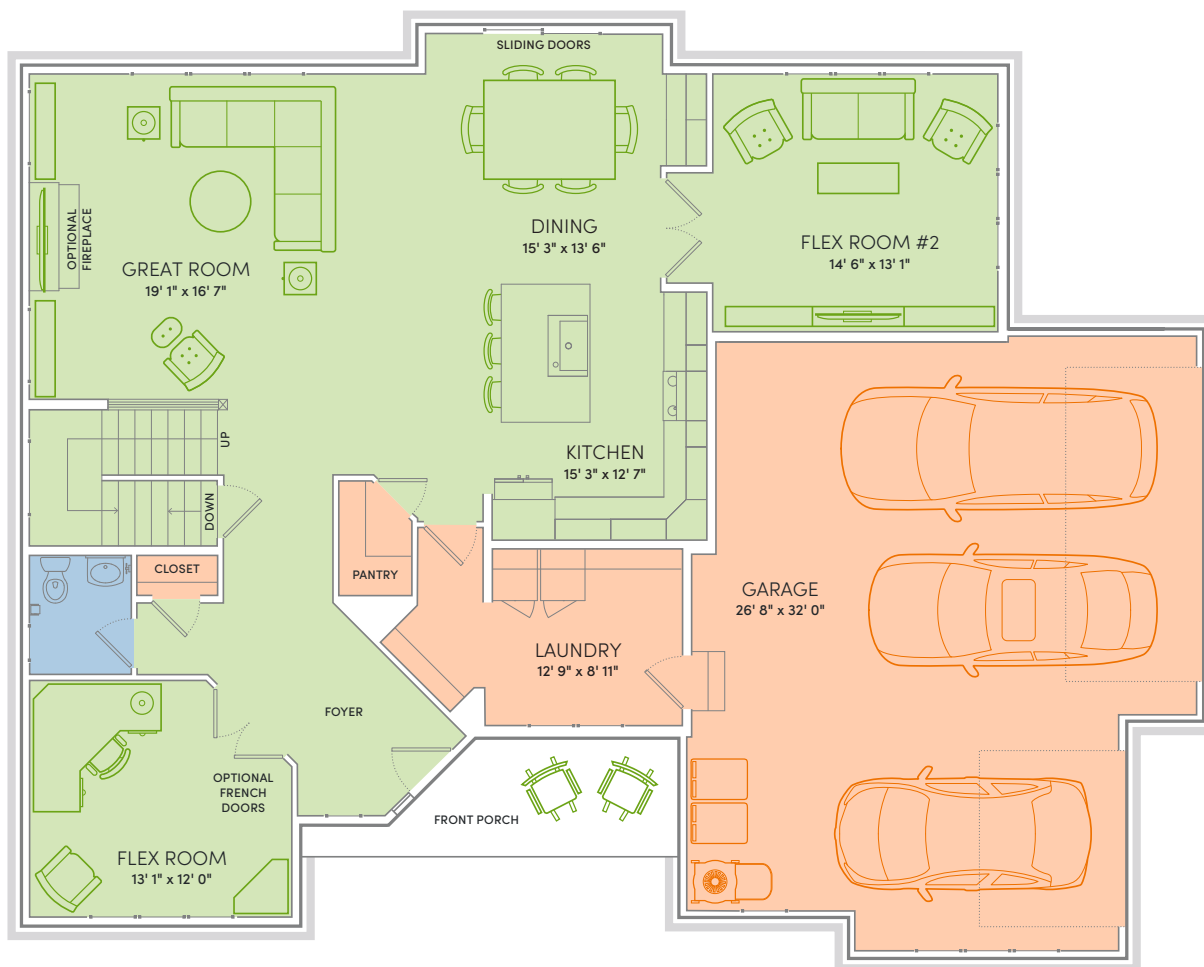 SLIDING DOORS
DINING
15' 3" x 13' 6"
FLEX ROOM #2
14' 6" x 13' 1"
OPTIONAL
FIREPLACE
GREAT ROOM
19' 1" x 16' 7"
UP
DOWN
KITCHEN
15' 3" x 12' 7"
CLOSET
PANTRY
GARAGE
26' 8" x 32' 0"
LAUNDRY
12' 9" x 8' 11"
FOYER
OPTIONAL
FRENCH
DOORS
FRONT PORCH
FLEX ROOM
13' 1" x 12' 0"